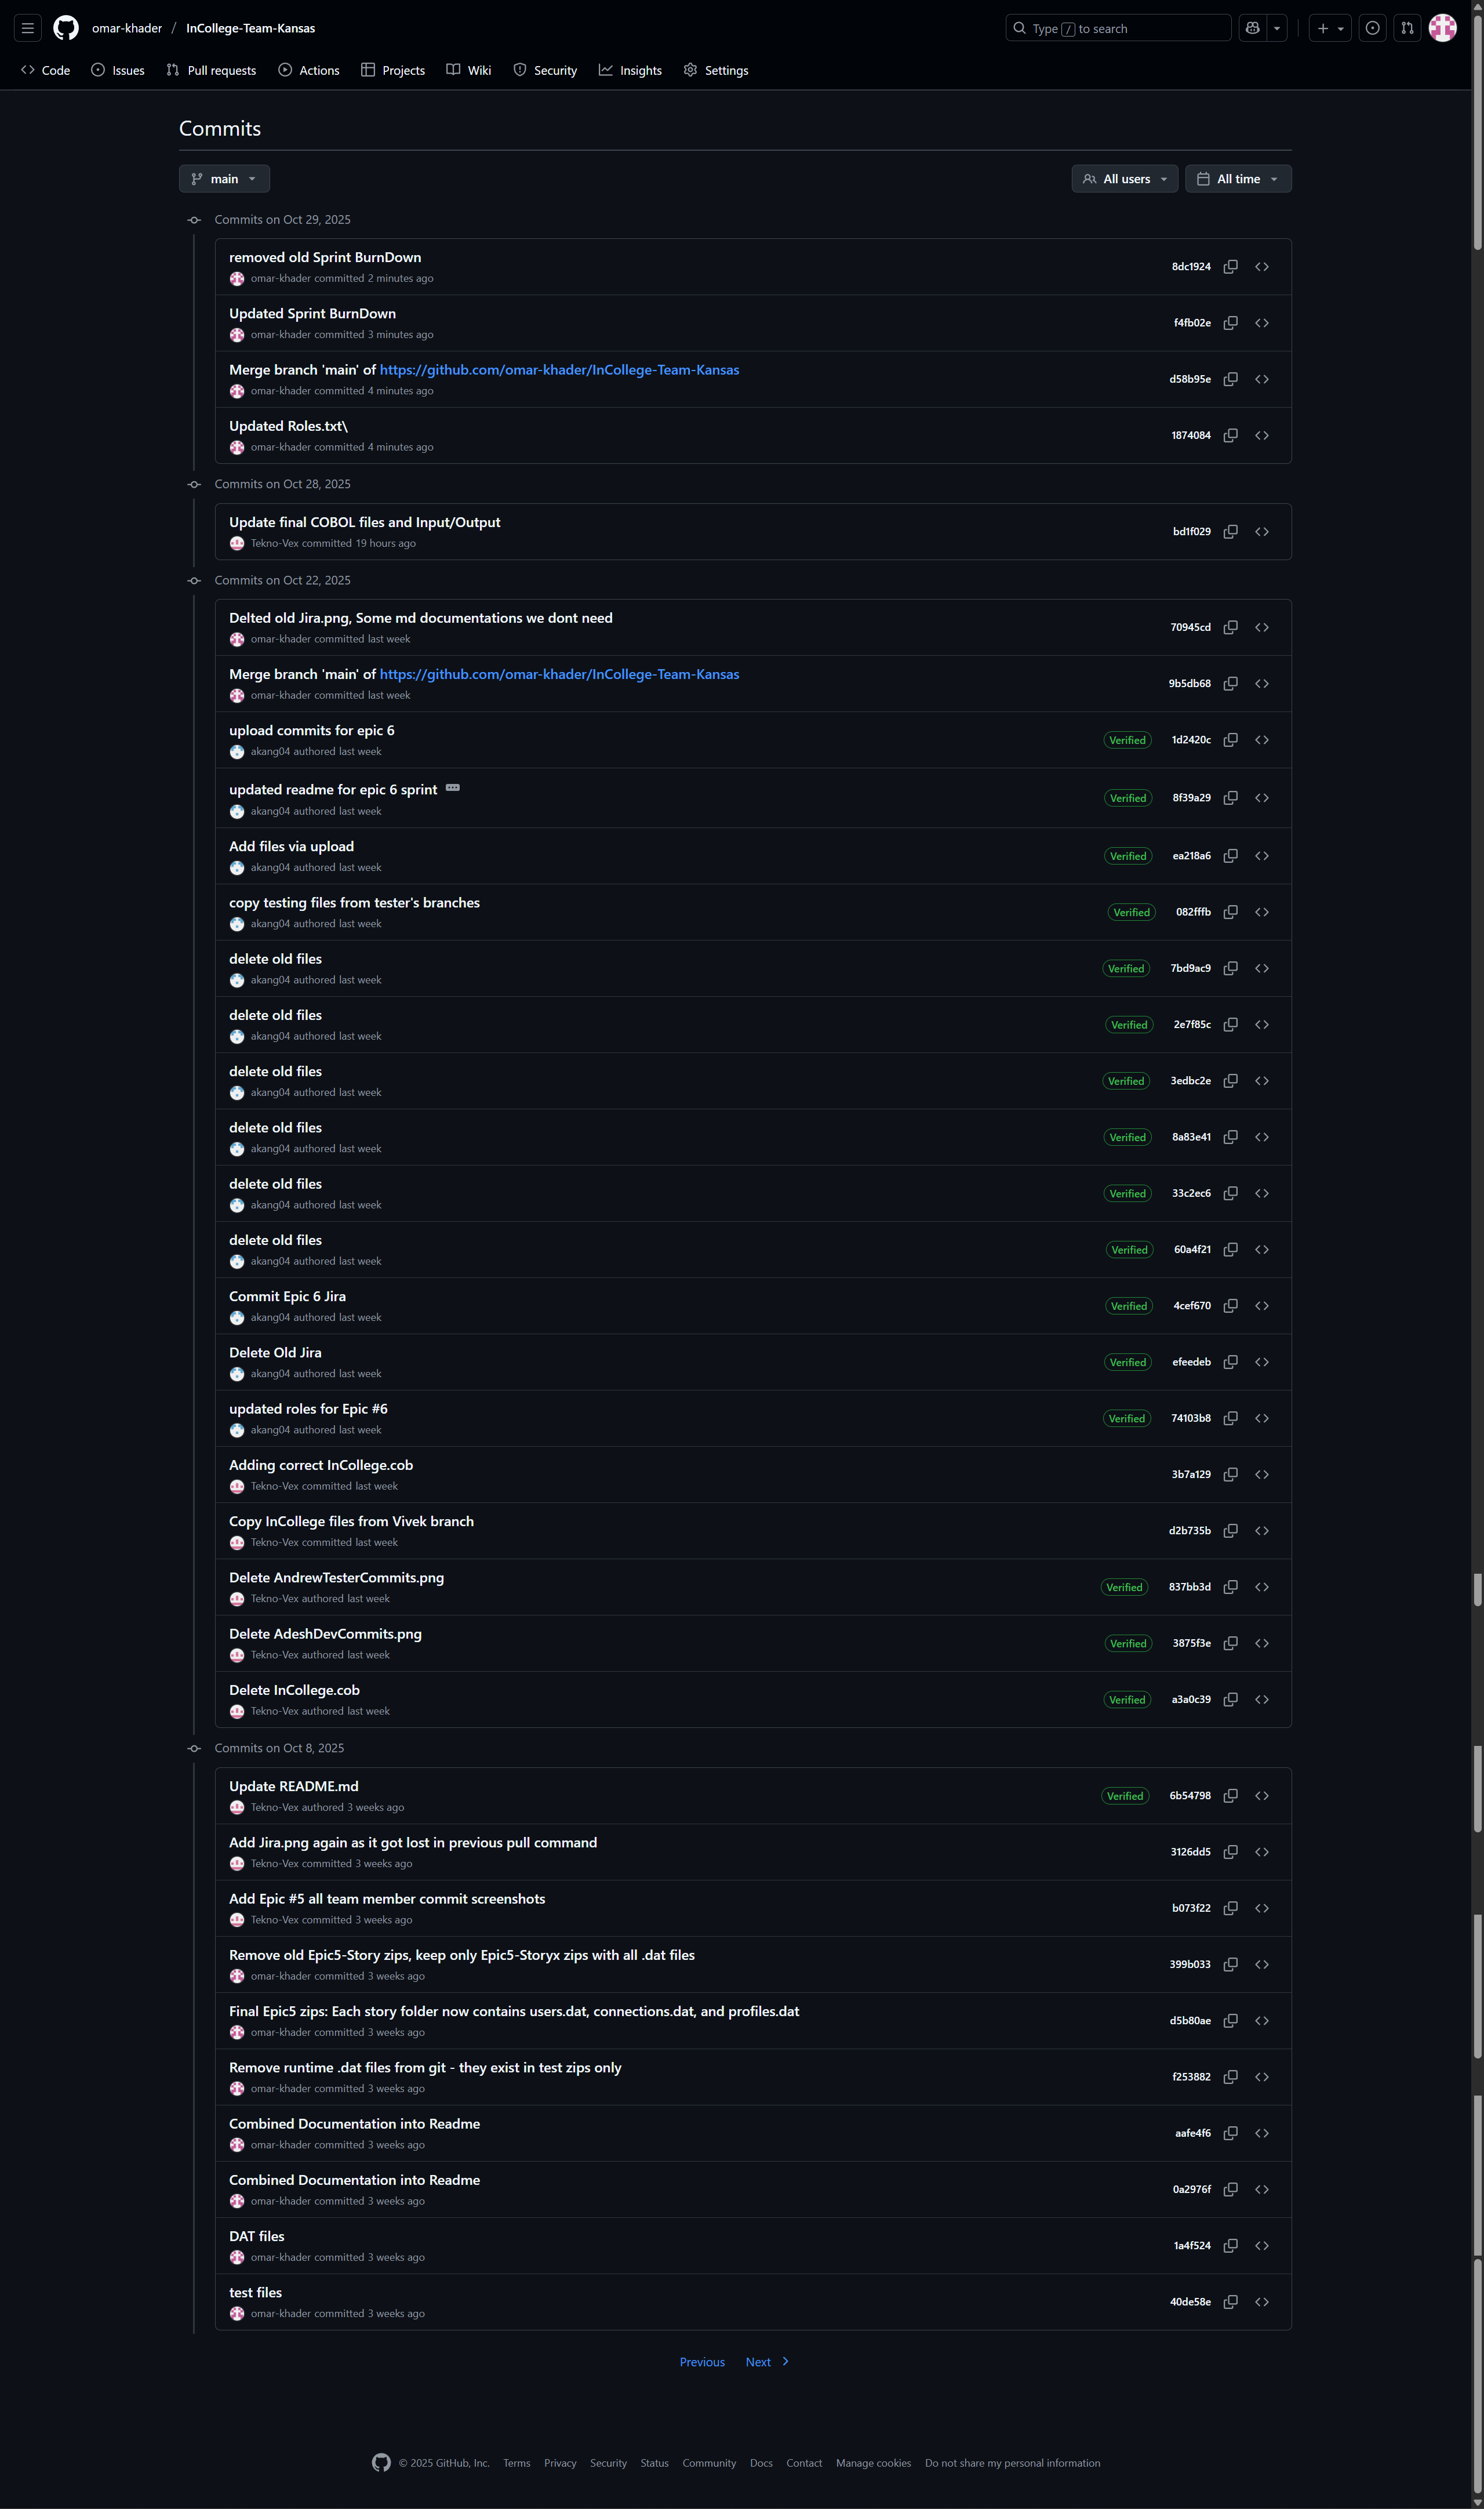 omar-khader / InCollege-Team-Kansas
Type / to search
Code Issues Pull requests Actions Projects Wiki Security Insights Settings
Commits
main All users All time
Commits on Oct 29, 2025
removed old Sprint BurnDown
omar-khader committed 2 minutes ago
8dc1924
Updated Sprint BurnDown
omar-khader committed 3 minutes ago
f4fb02e
Merge branch 'main' of https://github.com/omar-khader/InCollege-Team-Kansas
omar-khader committed 4 minutes ago
d58b95e
Updated Roles.txt\
omar-khader committed 4 minutes ago
1874084
Commits on Oct 28, 2025
Update final COBOL files and Input/Output
Tekno-Vex committed 19 hours ago
bd1f029
Commits on Oct 22, 2025
Delted old Jira.png, Some md documentations we dont need
omar-khader committed last week
70945cd
Merge branch 'main' of https://github.com/omar-khader/InCollege-Team-Kansas
omar-khader committed last week
9b5db68
upload commits for epic 6
akang04 authored last week
Verified 1d2420c
updated readme for epic 6 sprint
akang04 authored last week
Verified 8f39a29
Add files via upload
akang04 authored last week
Verified ea218a6
copy testing files from tester's branches
akang04 authored last week
Verified 082fffb
delete old files
akang04 authored last week
Verified 7bd9ac9
delete old files
akang04 authored last week
Verified 2e7f85c
delete old files
akang04 authored last week
Verified 3edbc2e
delete old files
akang04 authored last week
Verified 8a83e41
delete old files
akang04 authored last week
Verified 33c2ec6
delete old files
akang04 authored last week
Verified 60a4f21
Commit Epic 6 Jira
akang04 authored last week
Verified 4cef670
Delete Old Jira
akang04 authored last week
Verified efeedeb
updated roles for Epic #6
akang04 authored last week
Verified 74103b8
Adding correct InCollege.cob
Tekno-Vex committed last week
3b7a129
Copy InCollege files from Vivek branch
Tekno-Vex committed last week
d2b735b
Delete AndrewTesterCommits.png
Tekno-Vex authored last week
Verified 837bb3d
Delete AdeshDevCommits.png
Tekno-Vex authored last week
Verified 3875f3e
Delete InCollege.cob
Tekno-Vex authored last week
Verified a3a0c39
Commits on Oct 8, 2025
Update README.md
Tekno-Vex authored 3 weeks ago
Verified 6b54798
Add Jira.png again as it got lost in previous pull command
Tekno-Vex committed 3 weeks ago
3126dd5
Add Epic #5 all team member commit screenshots
Tekno-Vex committed 3 weeks ago
b073f22
Remove old Epic5-Story zips, keep only Epic5-Storyx zips with all .dat files
omar-khader committed 3 weeks ago
399b033
Final Epic5 zips: Each story folder now contains users.dat, connections.dat, and profiles.dat
omar-khader committed 3 weeks ago
d5b80ae
Remove runtime .dat files from git - they exist in test zips only
omar-khader committed 3 weeks ago
f253882
Combined Documentation into Readme
omar-khader committed 3 weeks ago
aafe4f6
Combined Documentation into Readme
omar-khader committed 3 weeks ago
0a2976f
DAT files
omar-khader committed 3 weeks ago
1a4f524
test files
omar-khader committed 3 weeks ago
40de58e
Previous Next
© 2025 GitHub, Inc. Terms Privacy Security Status Community Docs Contact Manage cookies Do not share my personal information